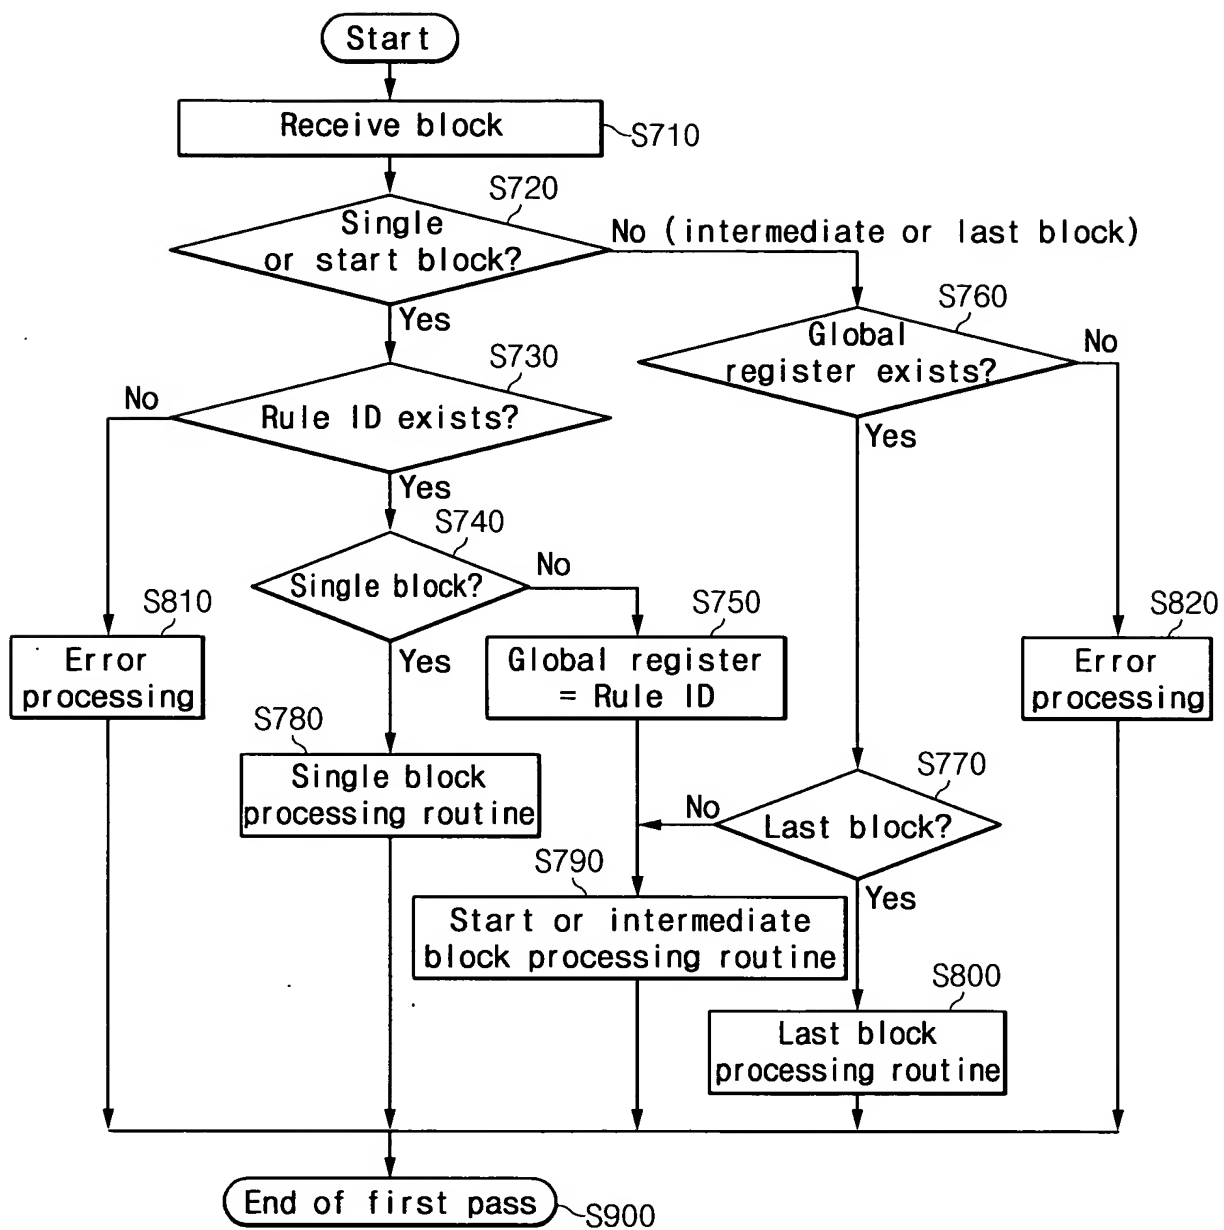 Start
Receive block
S710
S720
Single
or start block?
No (intermediate or last block)
Yes
S760
Global
register exists?
No
S730
Rule ID exists?
No
Yes
Yes
S740
Single block?
No
Yes
S810
Error
processing
S750
Global register
= Rule ID
S820
Error
processing
S780
Single block
processing routine
S770
Last block?
No
Yes
S790
Start or intermediate
block processing routine
S800
Last block
processing routine
End of first pass
S900